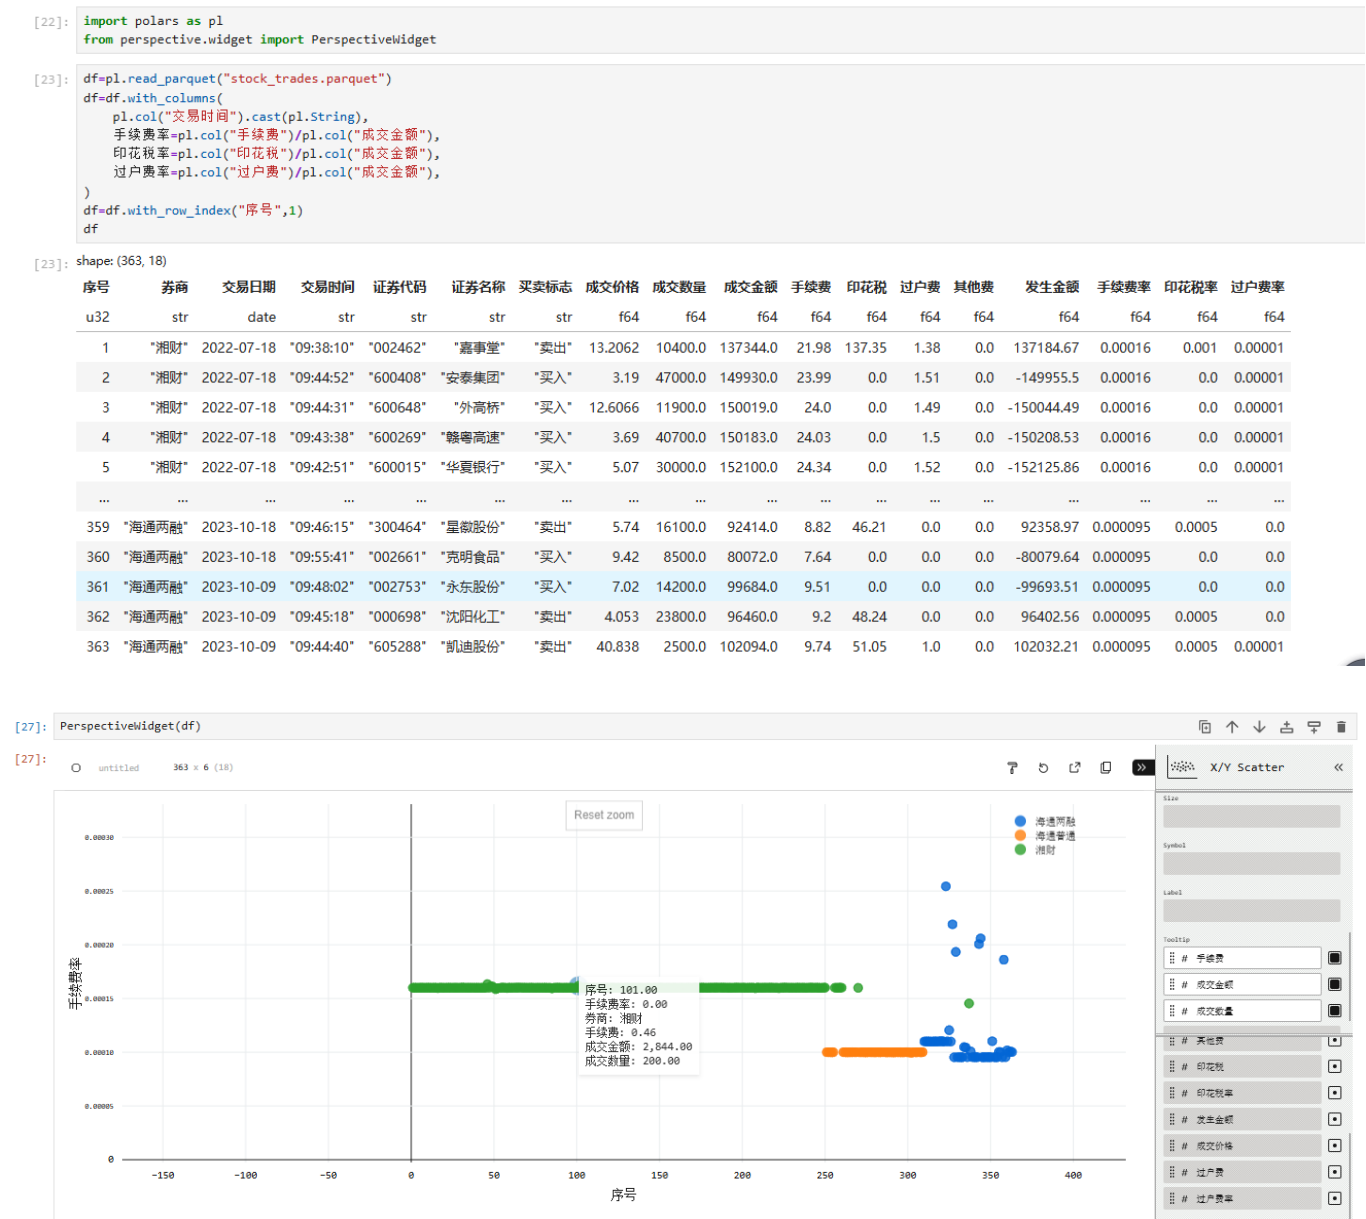 [22]: import polars as pl
from perspective.widget import PerspectiveWidget
[23]: df=pl.read_parquet("stock_trades.parquet")
df=df.with_columns(
pl.col("交易时间").cast(pl.String),
手续费率=pl.col("手续费")/pl.col("成交金额"),
印花税率=pl.col("印花税")/pl.col("成交金额"),
过户费率=pl.col("过户费")/pl.col("成交金额"),
)
df=df.with_row_index("序号",1)
df
[23]: shape: (363, 18)
序号 券商 交易日期 交易时间 证券代码 证券名称 买卖标志 成交价格 成交数量 成交金额 手续费 印花税 过户费 其他费 发生金额 手续费率 印花税率 过户费率
u32 str date str str str str f64 f64 f64 f64 f64 f64 f64 f64 f64 f64 f64
1 "湘财" 2022-07-18 "09:38:10" "002462" "嘉事堂" "卖出" 13.2062 10400.0 137344.0 21.98 137.35 1.38 0.0 137184.67 0.00016 0.001 0.00001
2 "湘财" 2022-07-18 "09:44:52" "600408" "安泰集团" "买入" 3.19 47000.0 149930.0 23.99 0.0 1.51 0.0 -149955.5 0.00016 0.0 0.00001
3 "湘财" 2022-07-18 "09:44:31" "600648" "外高桥" "买入" 12.6066 11900.0 150019.0 24.0 0.0 1.49 0.0 -150044.49 0.00016 0.0 0.00001
4 "湘财" 2022-07-18 "09:43:38" "600269" "赣粤高速" "买入" 3.69 40700.0 150183.0 24.03 0.0 1.5 0.0 -150208.53 0.00016 0.0 0.00001
5 "湘财" 2022-07-18 "09:42:51" "600015" "华夏银行" "买入" 5.07 30000.0 152100.0 24.34 0.0 1.52 0.0 -152125.86 0.00016 0.0 0.00001
... ... ... ... ... ... ... ... ... ... ... ... ... ... ... ... ... ...
359 "海通两融" 2023-10-18 "09:46:15" "300464" "星徽股份" "卖出" 5.74 16100.0 92414.0 8.82 46.21 0.0 0.0 92358.97 0.000095 0.0005 0.0
360 "海通两融" 2023-10-18 "09:55:41" "002661" "克明食品" "买入" 9.42 8500.0 80072.0 7.64 0.0 0.0 0.0 -80079.64 0.000095 0.0 0.0
361 "海通两融" 2023-10-09 "09:48:02" "002753" "永东股份" "买入" 7.02 14200.0 99684.0 9.51 0.0 0.0 0.0 -99693.51 0.000095 0.0 0.0
362 "海通两融" 2023-10-09 "09:45:18" "000698" "沈阳化工" "卖出" 4.053 23800.0 96460.0 9.2 48.24 0.0 0.0 96402.56 0.000095 0.0005 0.0
363 "海通两融" 2023-10-09 "09:44:40" "605288" "凯迪股份" "卖出" 40.838 2500.0 102094.0 9.74 51.05 1.0 0.0 102032.21 0.000095 0.0005 0.00001
[27]: PerspectiveWidget(df)
[27]: untitled 363 x 6 (18)
X/Y Scatter
Reset zoom
海通两融
海通普通
湘财
0.00030
0.00025
0.00020
0.00015
0.00010
0.00005
0
手续费率
序号: 101.00
手续费率: 0.00
券商: 湘财
手续费: 0.46
成交金额: 2,844.00
成交数量: 200.00
-150 -100 -50 0 50 100 150 200 250 300 350 400
序号
Size
Symbol
Label
Tooltip
# 手续费
# 成交金额
# 成交数量
# 其他费
# 印花税
# 印花税率
# 发生金额
# 成交价格
# 过户费
# 过户费率